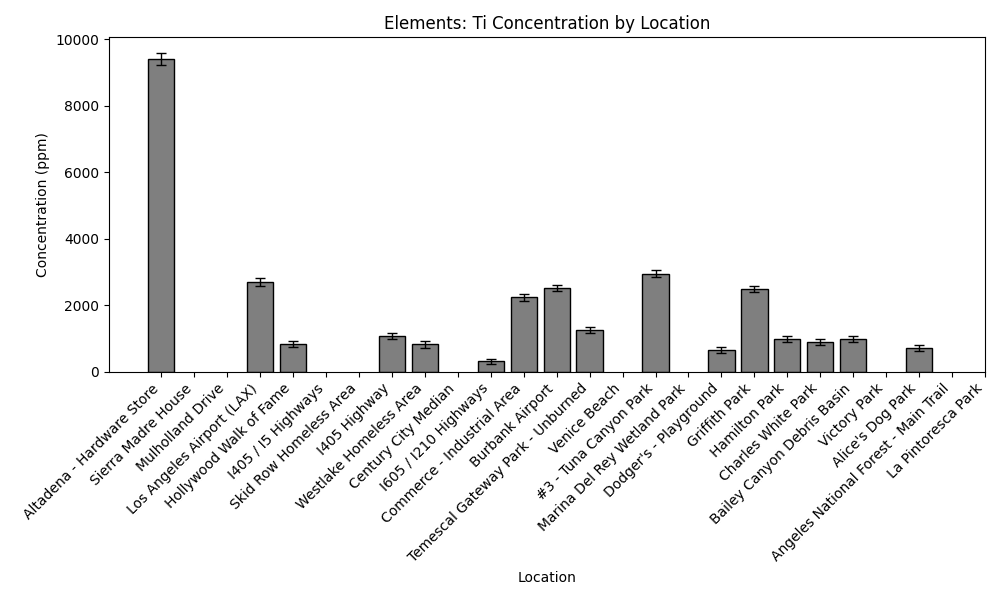 Elements: Ti Concentration by Location
Concentration (ppm)
10000
8000
6000
4000
2000
0
Altadena - Hardware Store
Sierra Madre House
Mulholland Drive
Los Angeles Airport (LAX)
Hollywood Walk of Fame
I405 / I5 Highways
Skid Row Homeless Area
I405 Highway
Westlake Homeless Area
Century City Median
I605 / I210 Highways
Commerce - Industrial Area
Burbank Airport
Temescal Gateway Park - Unburned
Venice Beach
#3 - Tuna Canyon Park
Marina Del Rey Wetland Park
Dodger's - Playground
Griffith Park
Hamilton Park
Charles White Park
Bailey Canyon Debris Basin
Victory Park
Alice's Dog Park
Angeles National Forest - Main Trail
La Pintoresca Park
Location